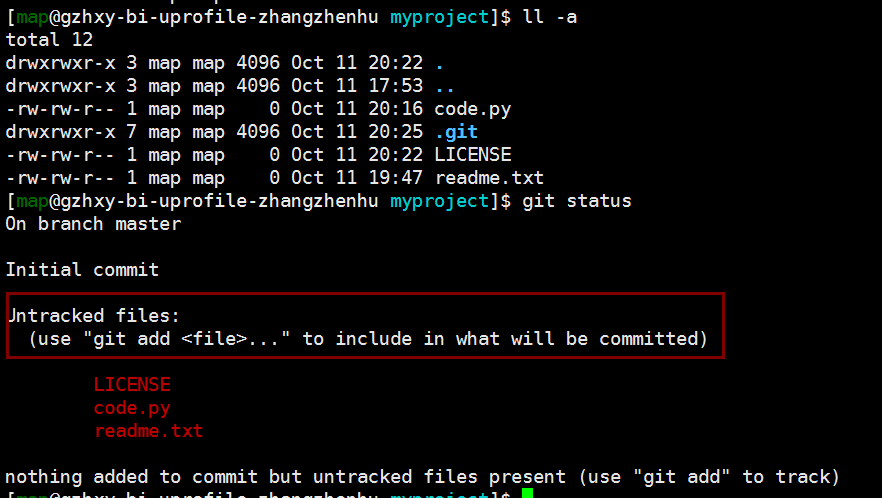 [map@gzhxy-bi-uprofile-zhangzhenhu myproject]$ ll -a
total 12
drwxrwxr-x 3 map map 4096 Oct 11 20:22 .
drwxrwxr-x 3 map map 4096 Oct 11 17:53 ..
-rw-rw-r-- 1 map map    0 Oct 11 20:16 code.py
drwxrwxr-x 7 map map 4096 Oct 11 20:25 .git
-rw-rw-r-- 1 map map    0 Oct 11 20:22 LICENSE
-rw-rw-r-- 1 map map    0 Oct 11 19:47 readme.txt
[map@gzhxy-bi-uprofile-zhangzhenhu myproject]$ git status
On branch master
Initial commit
Untracked files:
  (use "git add <file>..." to include in what will be committed)
        LICENSE
        code.py
        readme.txt
nothing added to commit but untracked files present (use "git add" to track)
[map@gzhxy-bi-uprofile-zhangzhenhu myproject]$